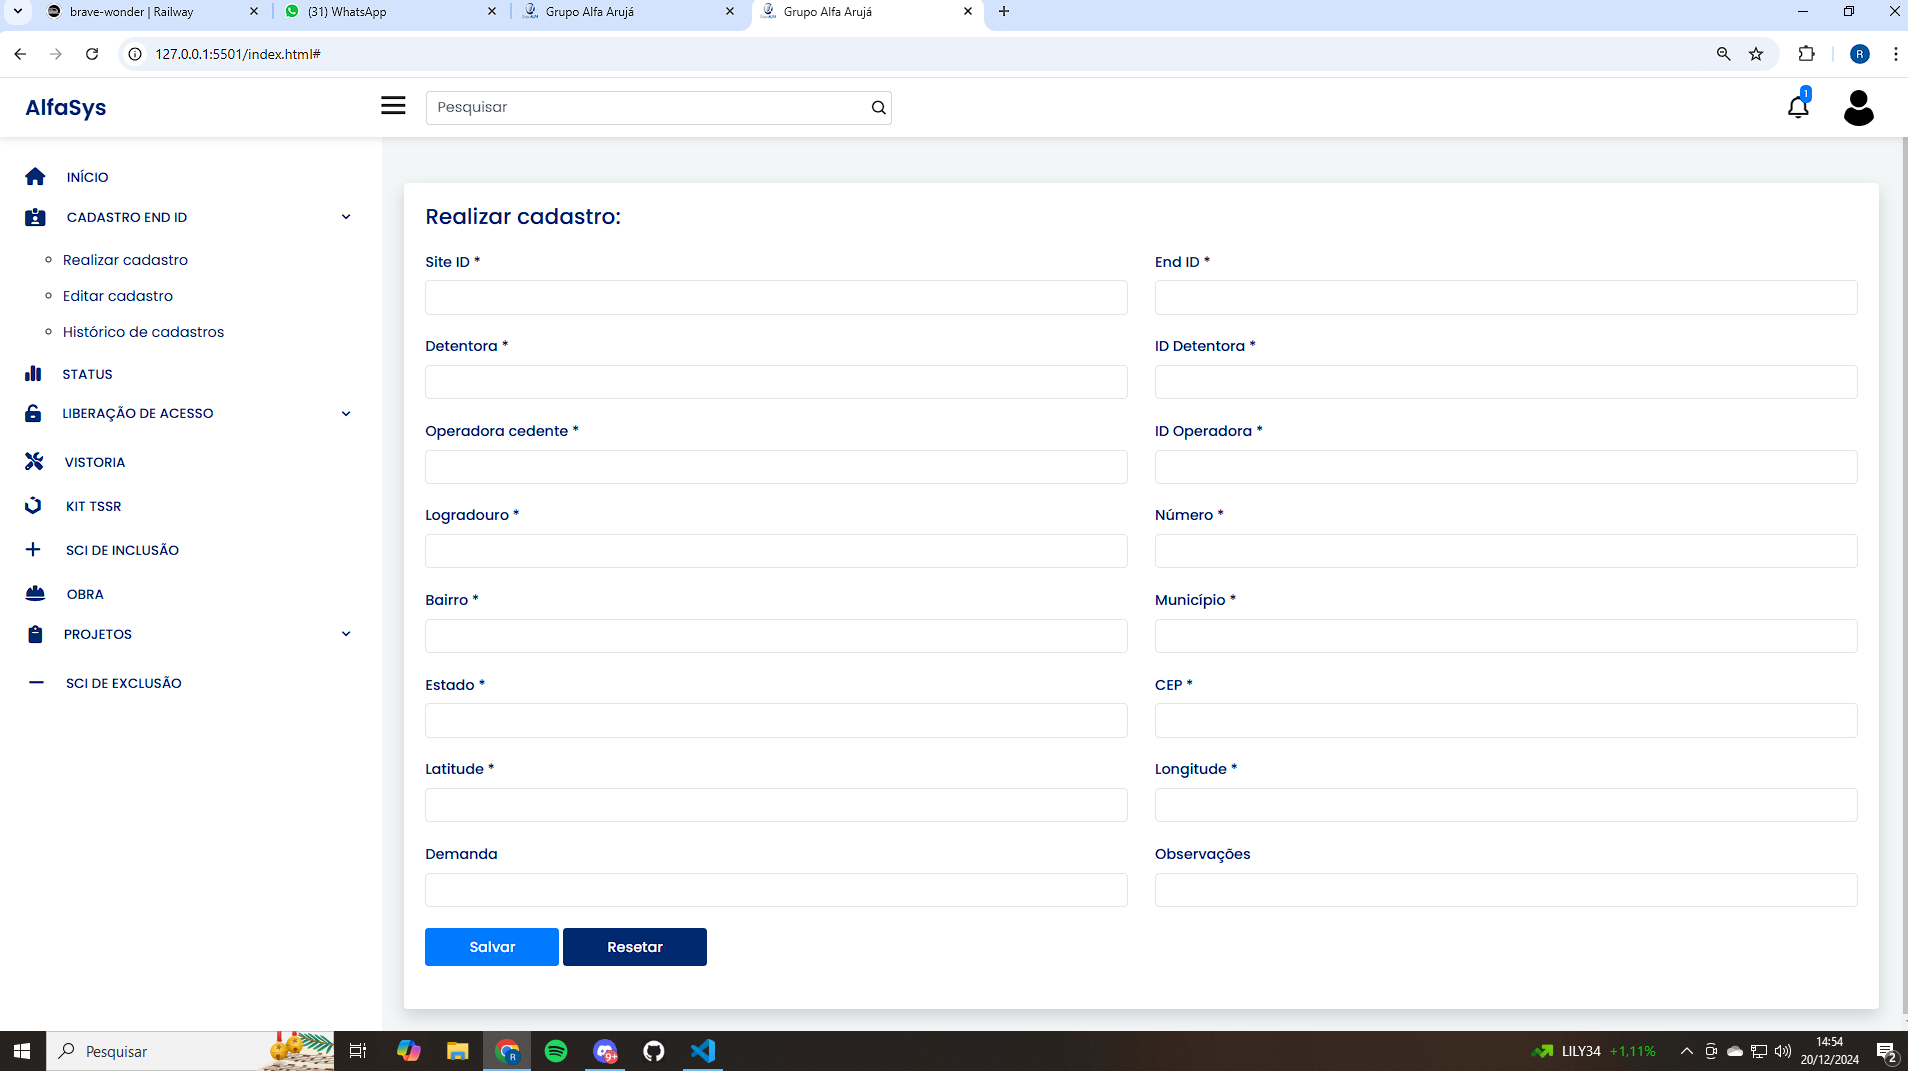 brave-wonder | Railway
(31) WhatsApp
Grupo Alfa Arujá
Grupo Alfa Arujá
127.0.0.1:5501/index.html#
R
AlfaSys
Pesquisar
1
INÍCIO
CADASTRO END ID
Realizar cadastro
Editar cadastro
Histórico de cadastros
STATUS
LIBERAÇÃO DE ACESSO
VISTORIA
KIT TSSR
SCI DE INCLUSÃO
OBRA
PROJETOS
SCI DE EXCLUSÃO
Realizar cadastro:
Site ID *
End ID *
Detentora *
ID Detentora *
Operadora cedente *
ID Operadora *
Logradouro *
Número *
Bairro *
Município *
Estado *
CEP *
Latitude *
Longitude *
Demanda
Observações
Salvar
Resetar
Pesquisar
R
9+
LILY34 +1,11%
14:54
20/12/2024
2